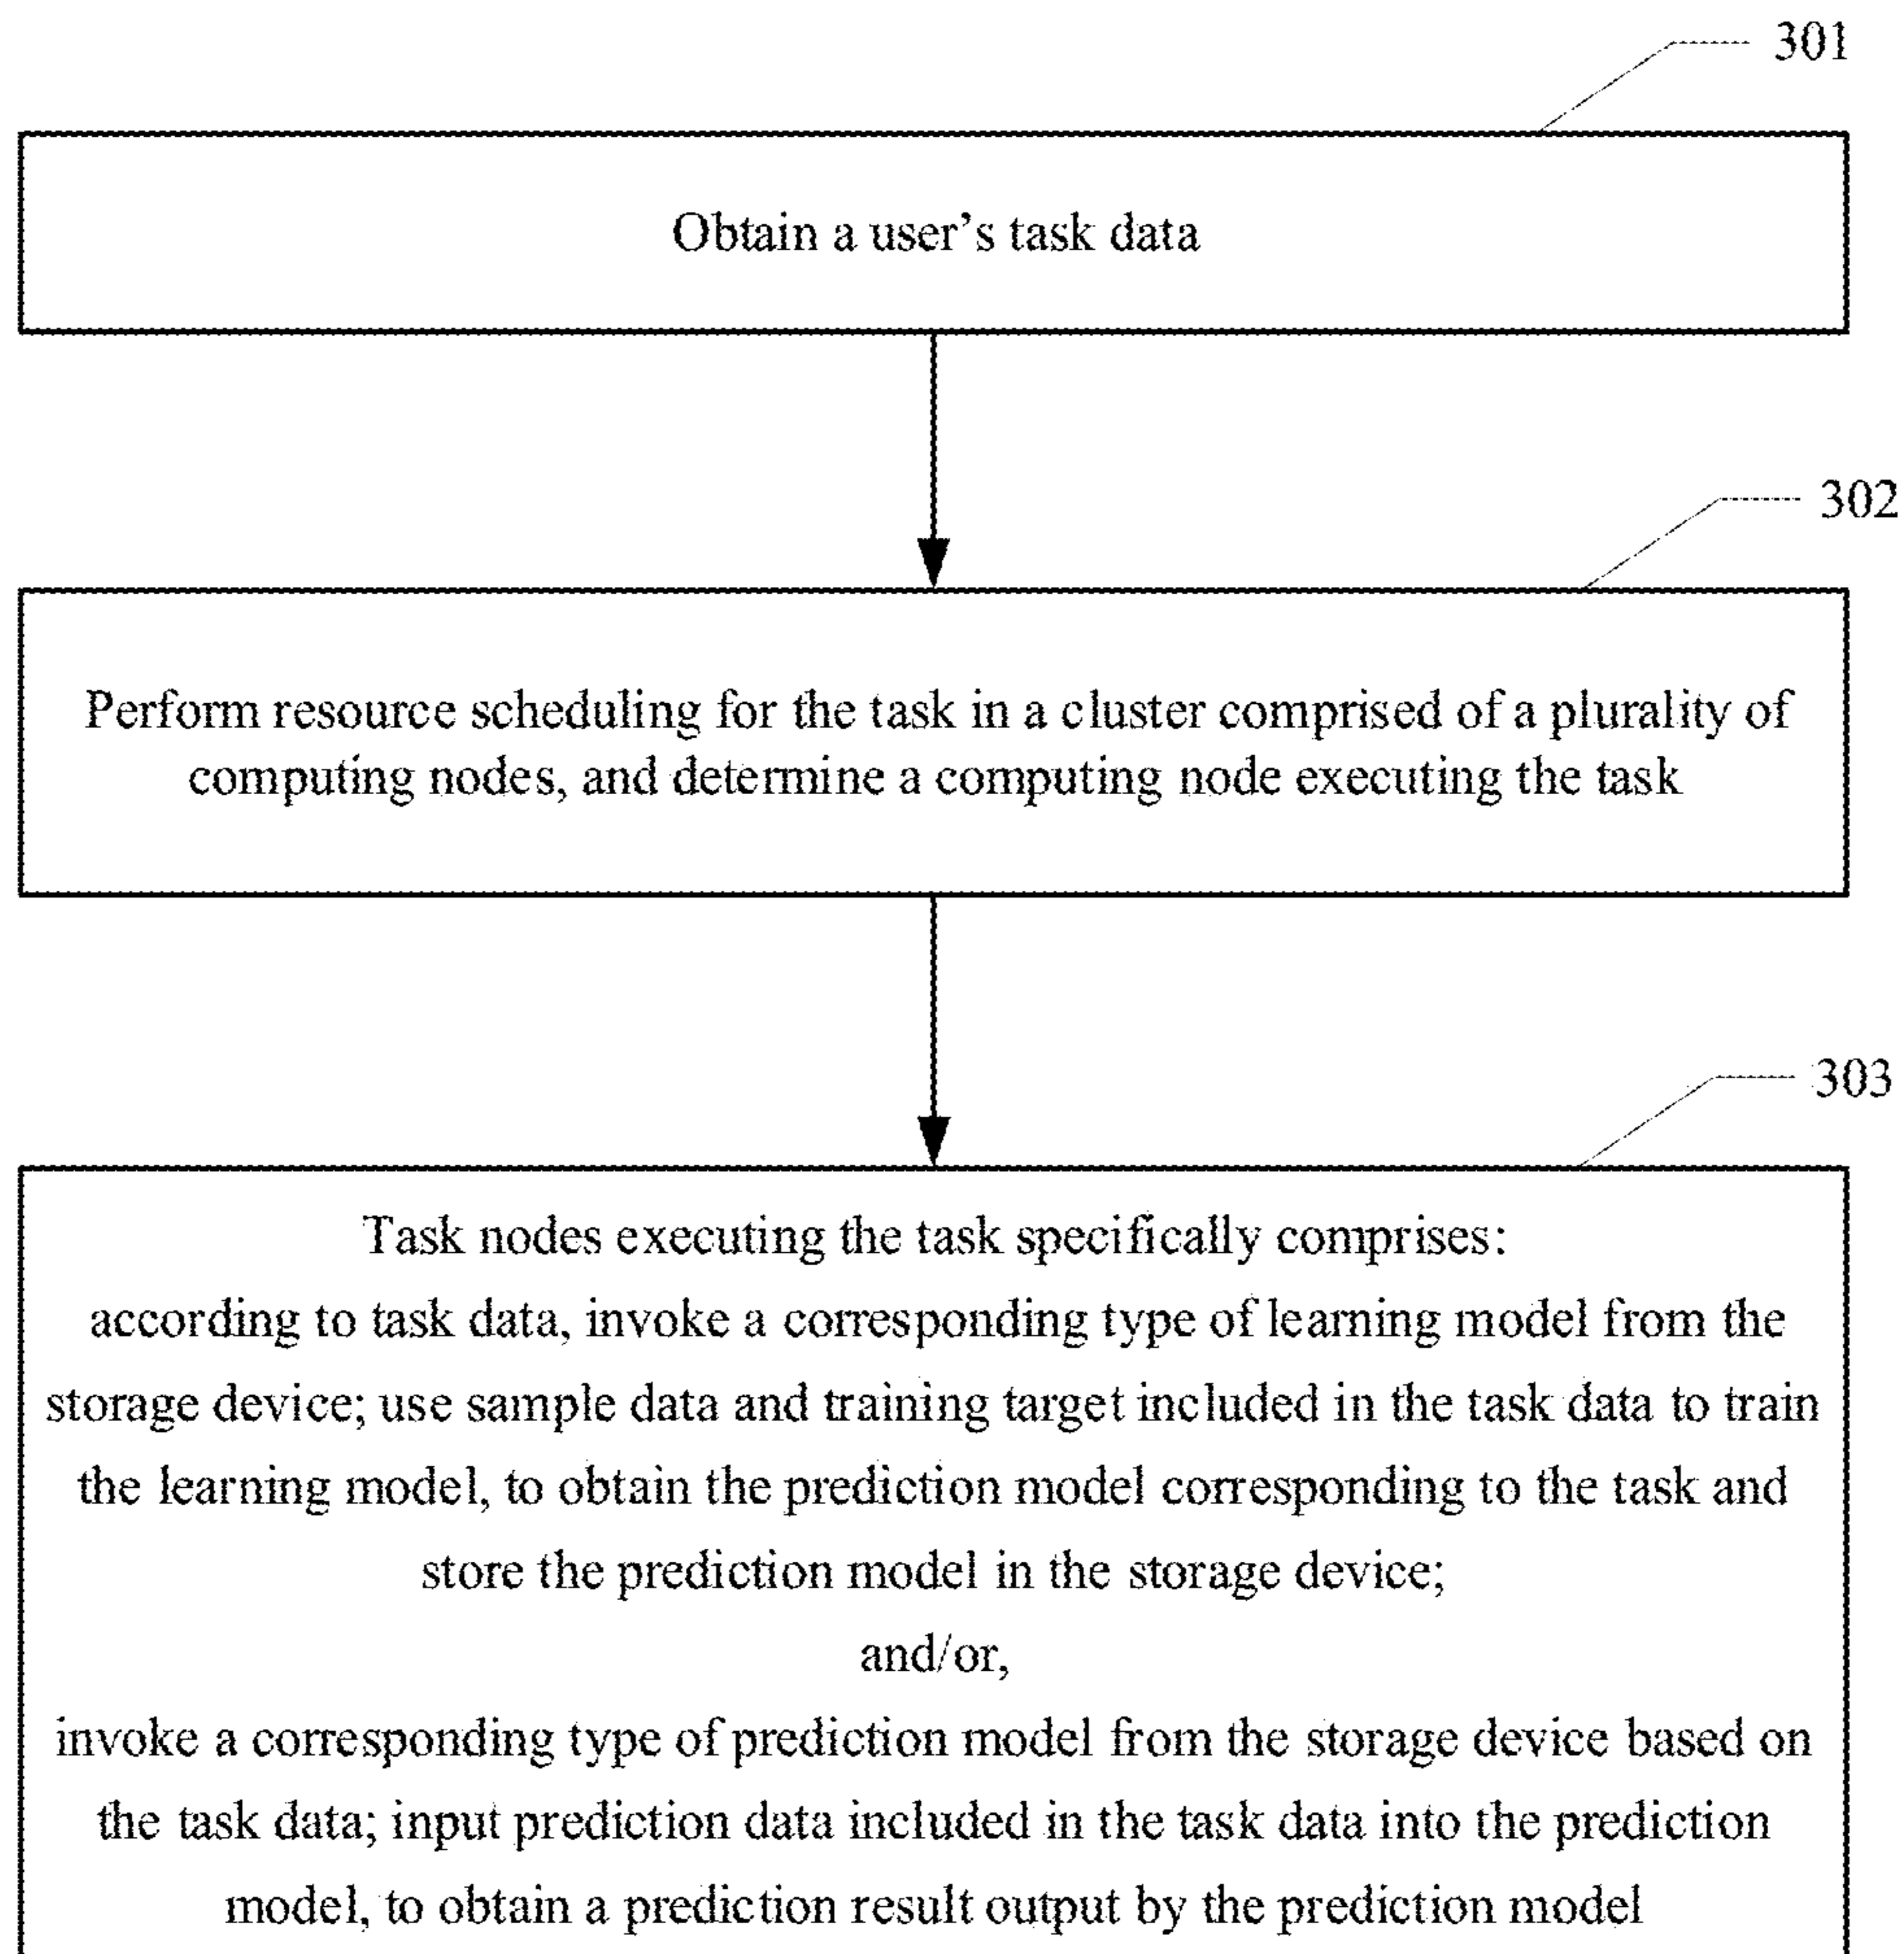 301
Obtain a user's task data
302
Perform resource scheduling for the task in a cluster comprised of a plurality of
computing nodes, and determine a computing node executing the task
303
Task nodes executing the task specifically comprises:
according to task data, invoke a corresponding type of learning model from the
storage device; use sample data and training target included in the task data to train
the learning model, to obtain the prediction model corresponding to the task and
store the prediction model in the storage device;
and/or,
invoke a corresponding type of prediction model from the storage device based on
the task data; input prediction data included in the task data into the prediction
model, to obtain a prediction result output by the prediction model